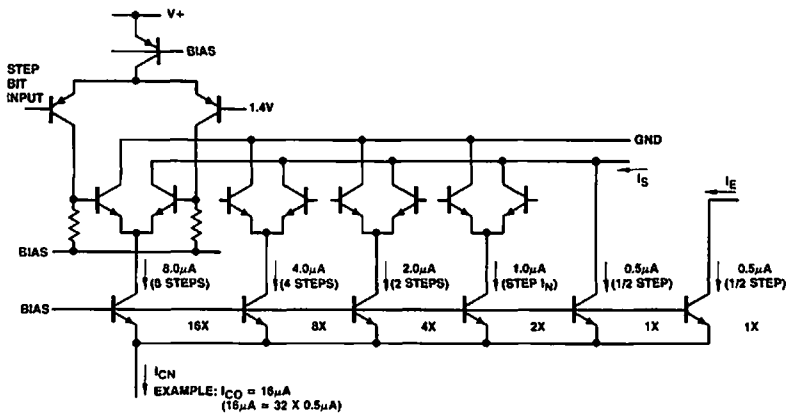 V+
BIAS
STEP
BIT
INPUT
1.4V
GND
IS
IE
BIAS
8.0μA
(8 STEPS)
4.0μA
(4 STEPS)
2.0μA
(2 STEPS)
1.0μA
(STEP IN)
0.5μA
(1/2 STEP)
0.5μA
(1/2 STEP)
BIAS
16X
8X
4X
2X
1X
1X
ICN
EXAMPLE: ICO = 16μA
(16μA = 32 X 0.5μA)